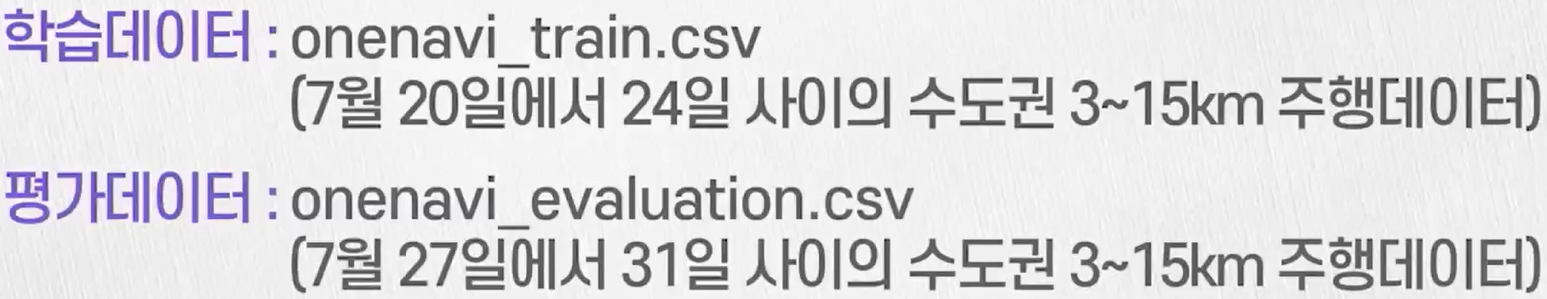 학습데이터 : onenavi_train.csv
(7월 20일에서 24일 사이의 수도권 3~15km 주행데이터)
평가데이터 : onenavi_evaluation.csv
(7월 27일에서 31일 사이의 수도권 3~15km 주행데이터)